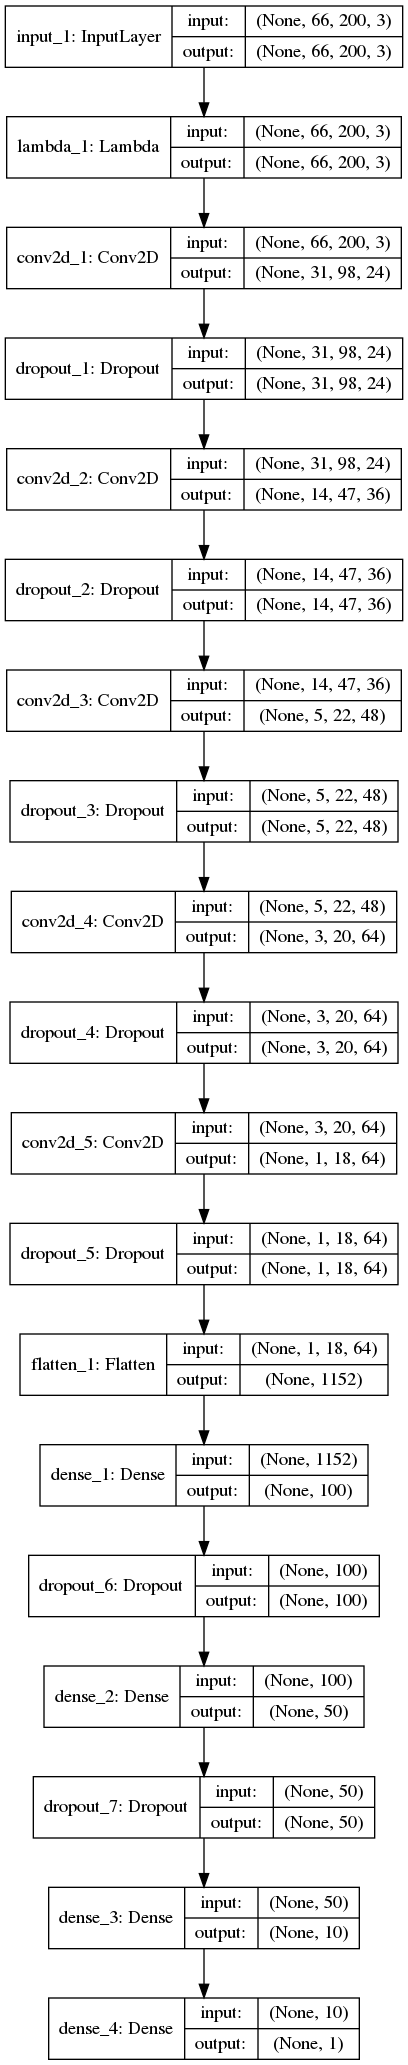 input_1: InputLayer
input: (None, 66, 200, 3)
output: (None, 66, 200, 3)
lambda_1: Lambda
input: (None, 66, 200, 3)
output: (None, 66, 200, 3)
conv2d_1: Conv2D
input: (None, 66, 200, 3)
output: (None, 31, 98, 24)
dropout_1: Dropout
input: (None, 31, 98, 24)
output: (None, 31, 98, 24)
conv2d_2: Conv2D
input: (None, 31, 98, 24)
output: (None, 14, 47, 36)
dropout_2: Dropout
input: (None, 14, 47, 36)
output: (None, 14, 47, 36)
conv2d_3: Conv2D
input: (None, 14, 47, 36)
output: (None, 5, 22, 48)
dropout_3: Dropout
input: (None, 5, 22, 48)
output: (None, 5, 22, 48)
conv2d_4: Conv2D
input: (None, 5, 22, 48)
output: (None, 3, 20, 64)
dropout_4: Dropout
input: (None, 3, 20, 64)
output: (None, 3, 20, 64)
conv2d_5: Conv2D
input: (None, 3, 20, 64)
output: (None, 1, 18, 64)
dropout_5: Dropout
input: (None, 1, 18, 64)
output: (None, 1, 18, 64)
flatten_1: Flatten
input: (None, 1, 18, 64)
output: (None, 1152)
dense_1: Dense
input: (None, 1152)
output: (None, 100)
dropout_6: Dropout
input: (None, 100)
output: (None, 100)
dense_2: Dense
input: (None, 100)
output: (None, 50)
dropout_7: Dropout
input: (None, 50)
output: (None, 50)
dense_3: Dense
input: (None, 50)
output: (None, 10)
dense_4: Dense
input: (None, 10)
output: (None, 1)